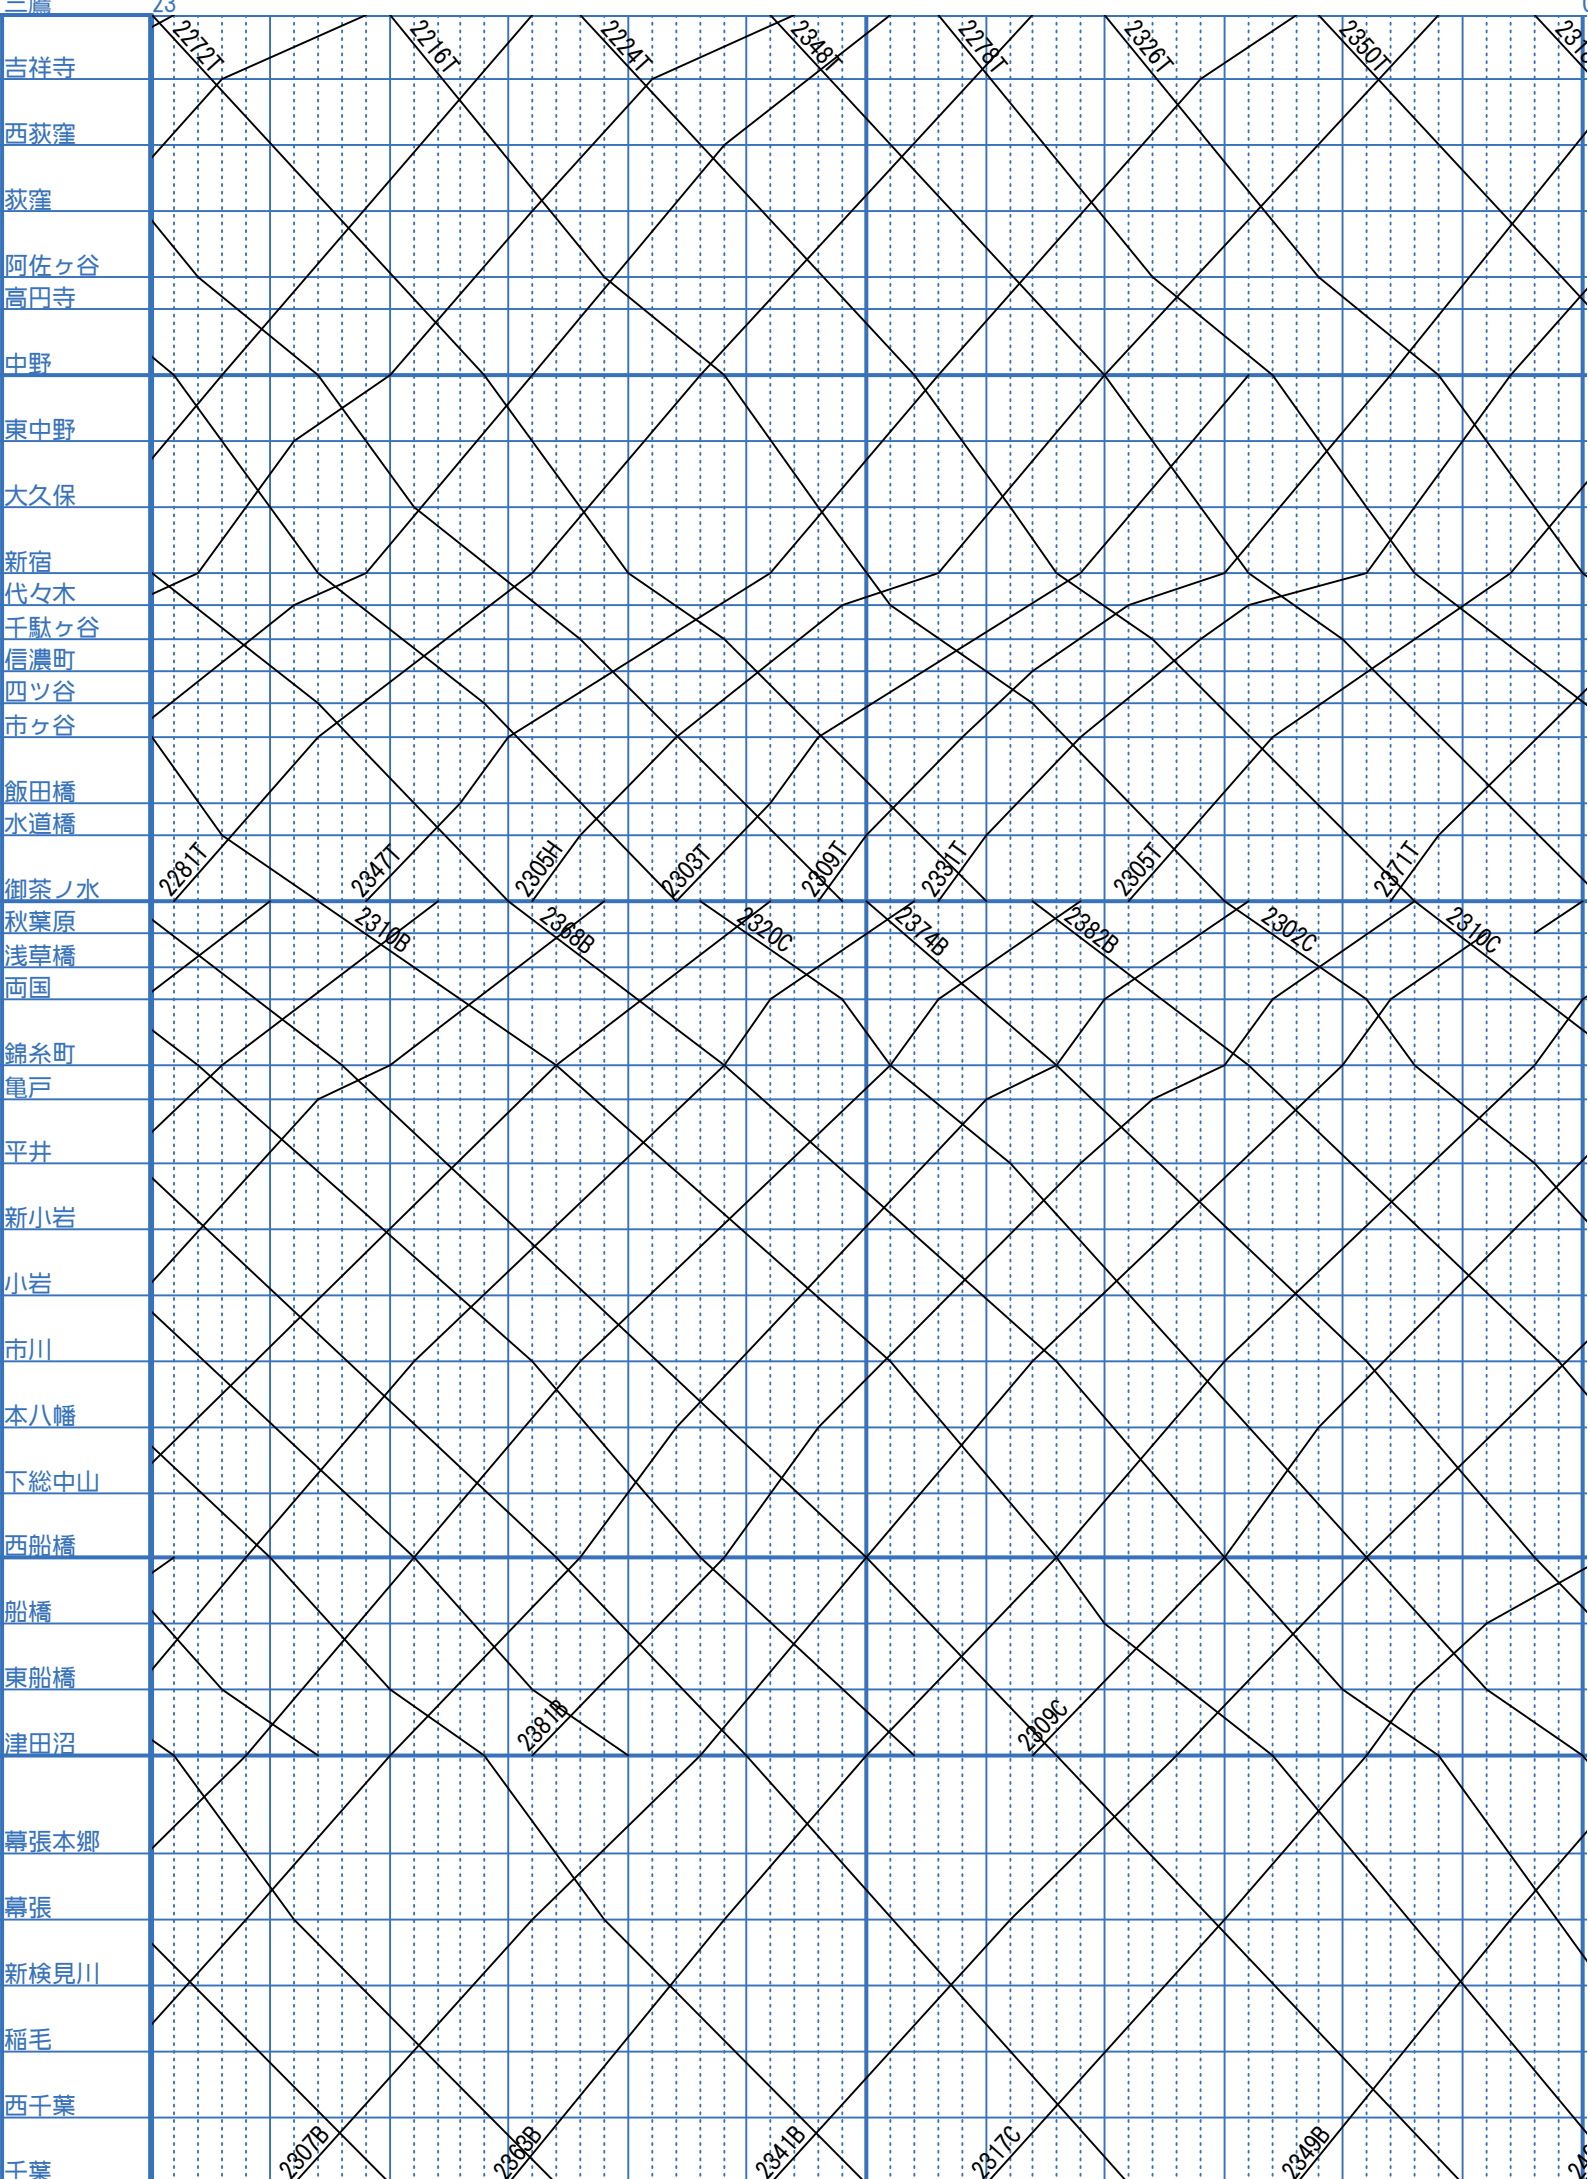 三鷹
23
2272T
2216T
2224T
2348T
2278T
2326T
2350T
吉祥寺
西荻窪
荻窪
阿佐ヶ谷
高円寺
中野
東中野
大久保
新宿
代々木
千駄ヶ谷
信濃町
四ツ谷
市ヶ谷
飯田橋
水道橋
2281T
2347T
2305H
2303T
2309T
2331T
2305T
2371T
御茶ノ水
秋葉原
2310B
2368B
2320C
2374B
2382B
2302C
2310C
浅草橋
両国
錦糸町
亀戸
平井
新小岩
小岩
市川
本八幡
下総中山
西船橋
船橋
東船橋
津田沼
2381B
2309C
幕張本郷
幕張
新検見川
稲毛
西千葉
千葉
2307B
2363B
2341B
2317C
2349B